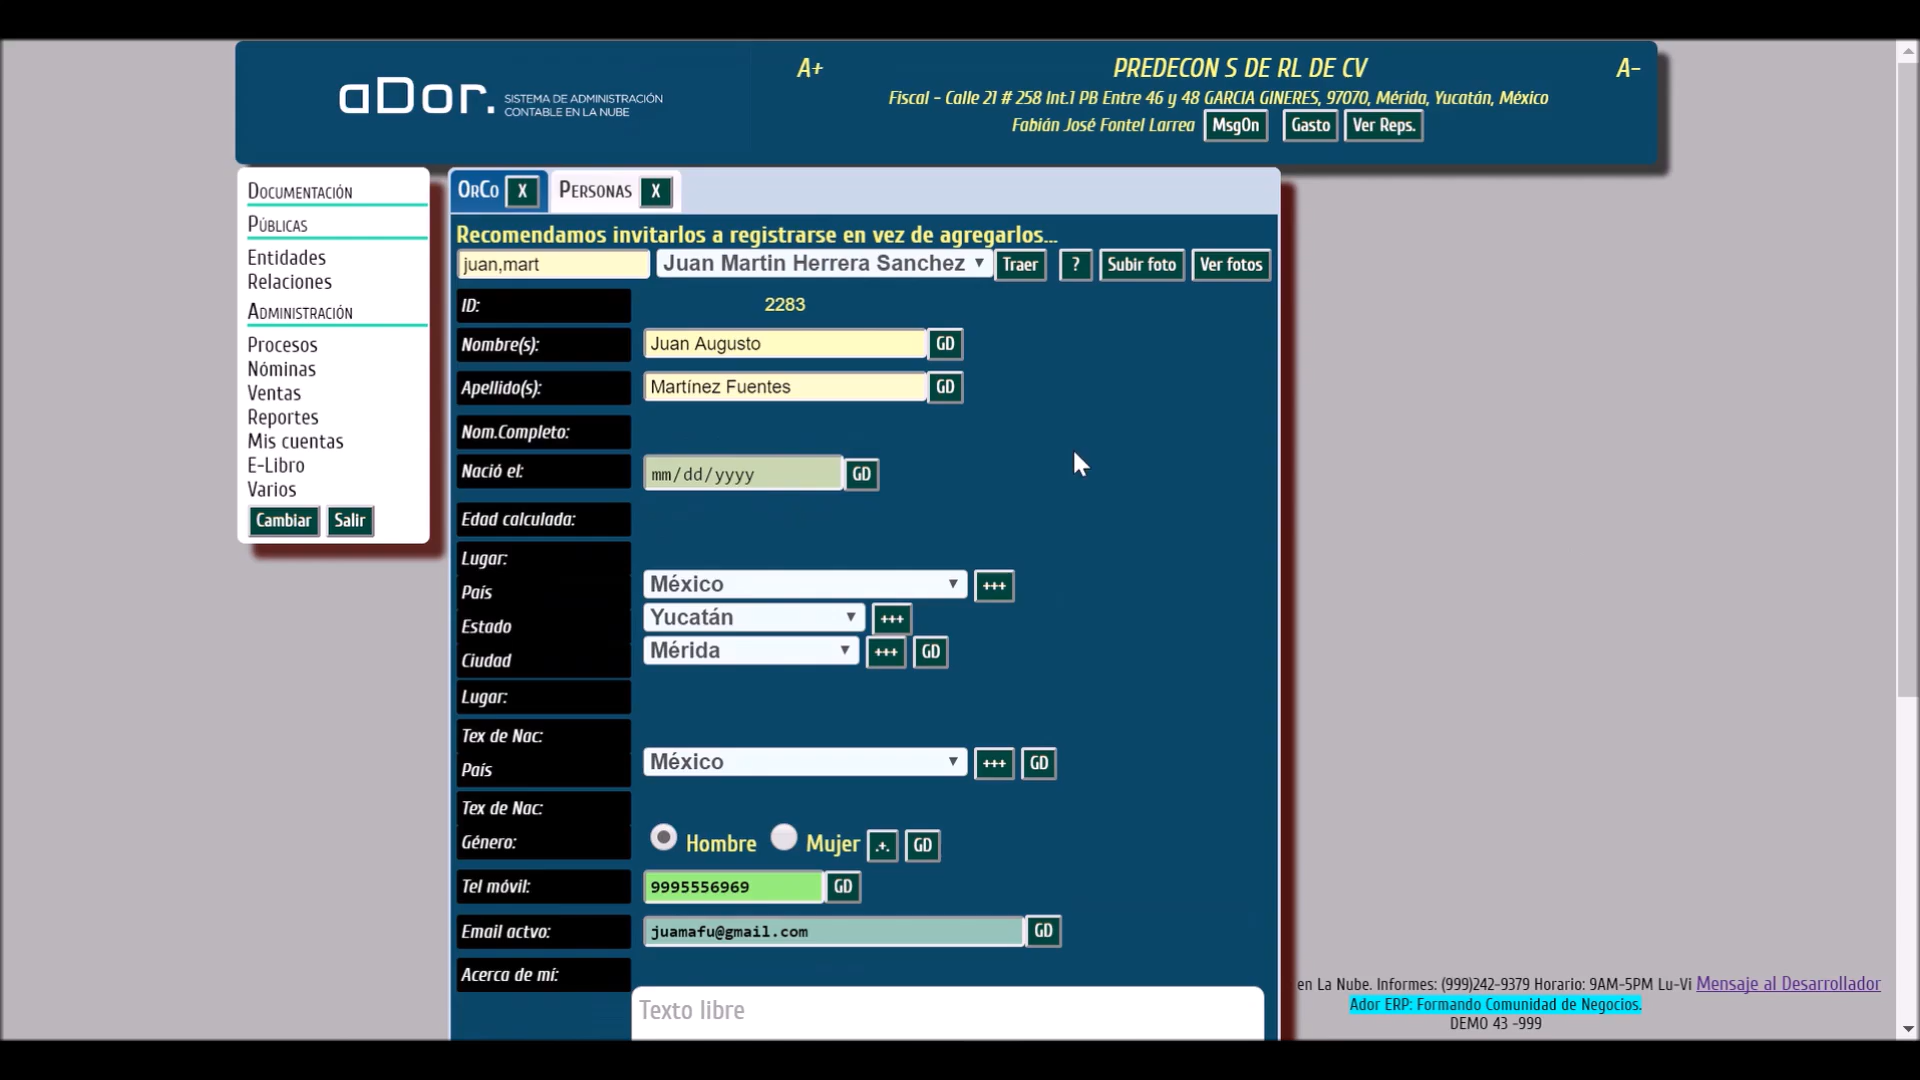 aDor. SISTEMA DE ADMINISTRACIÓN
CONTABLE EN LA NUBE
A+
PREDECON S DE RL DE CV
A-
Fiscal - Calle 21 # 258 Int.1 PB Entre 46 y 48 GARCIA GINERES, 97070, Mérida, Yucatán, México
Fabián José Fontel Larrea MsgOn Gasto Ver Reps.
DOCUMENTACIÓN
PÚBLICAS
Entidades
Relaciones
ADMINISTRACIÓN
Procesos
Nóminas
Ventas
Reportes
Mis cuentas
E-Libro
Varios
Cambiar Salir
ORCO X PERSONAS X
Recomendamos invitarlos a registrarse en vez de agregarlos...
juan,mart Juan Martin Herrera Sanchez Traer ? Subir foto Ver fotos
ID: 2283
Nombre(s): Juan Augusto GD
Apellido(s): Martínez Fuentes GD
Nom.Completo:
Nació el: mm/dd/yyyy GD
Edad calculada:
Lugar:
País México +++
Estado Yucatán +++
Ciudad Mérida +++ GD
Lugar:
Tex de Nac:
País México +++ GD
Tex de Nac:
Género: Hombre Mujer .+. GD
Tel móvil: 9995556969 GD
Email actvo: juamafu@gmail.com GD
Acerca de mí:
Texto libre
en La Nube. Informes: (999)242-9379 Horario: 9AM-5PM Lu-Vi Mensaje al Desarrollador
Ador ERP: Formando Comunidad de Negocios.
DEMO 43 -999